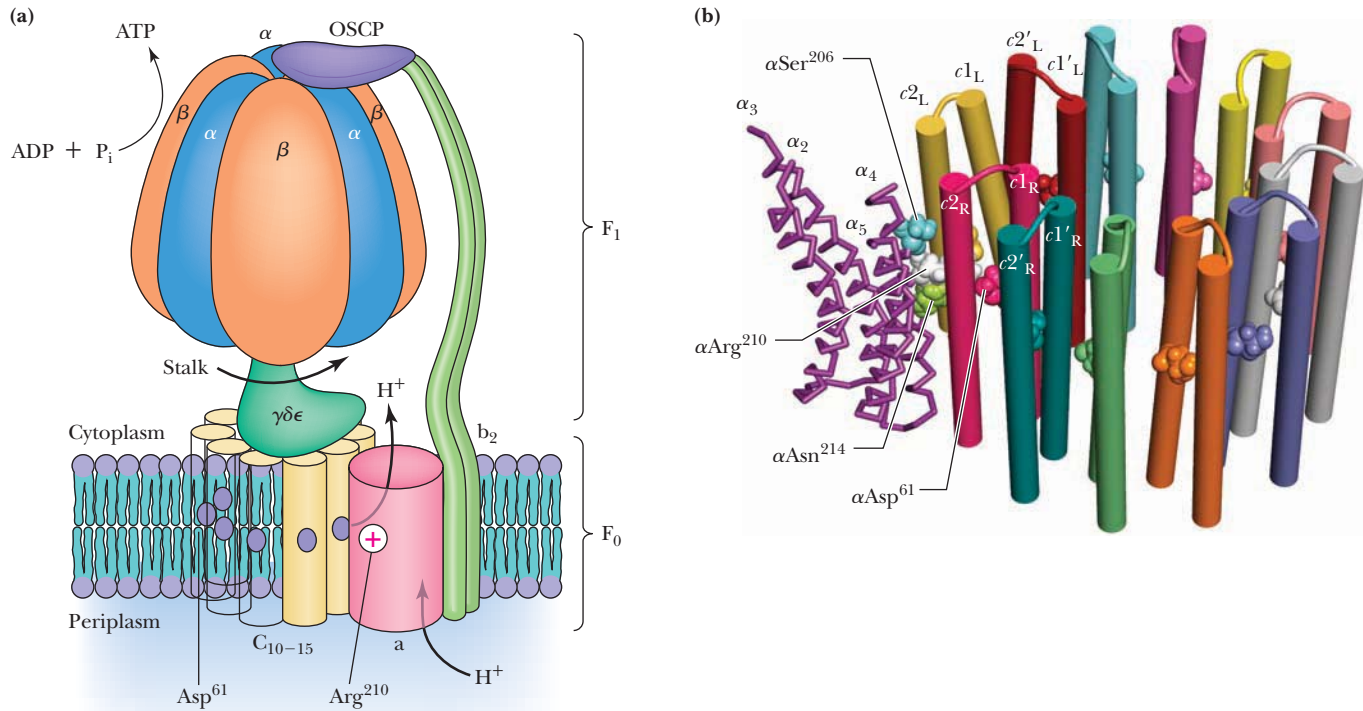 (a)
ATP
α
OSCP
β
α
β
α
β
ADP + Pᵢ
F₁
Stalk
γδϵ
H⁺
Cytoplasm
b₂
F₀
Periplasm
C₁₀₋₁₅
a
H⁺
Asp⁶¹
Arg²¹⁰
(b)
c2′L
c1L
c1′L
αSer²⁰⁶
c2L
α₃
α₂
α₄
c1R
c2R
α₅
c1′R
c2′R
αArg²¹⁰
αAsn²¹⁴
αAsp⁶¹
+